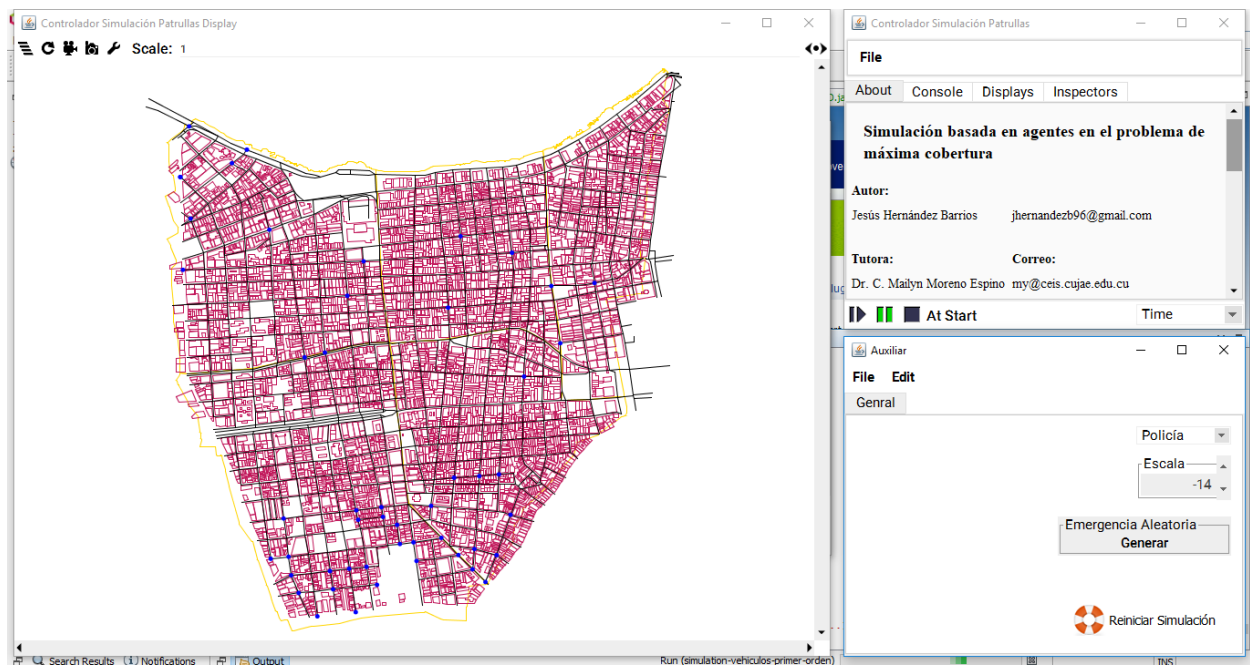 Controlador Simulación Patrullas Display
Scale: 1
Controlador Simulación Patrullas
File
About Console Displays Inspectors
Simulación basada en agentes en el problema de
máxima cobertura
Autor:
Jesús Hernández Barrios jhernandezb96@gmail.com
Tutora: Correo:
Dr. C. Mailyn Moreno Espino my@ceis.cujae.edu.cu
At Start Time
Auxiliar
File Edit
Genral
Policía
Escala
-14
Emergencia Aleatoria
Generar
Reiniciar Simulación
Search Results Notifications Output Run (simulation-vehiculos-primer-orden) INS